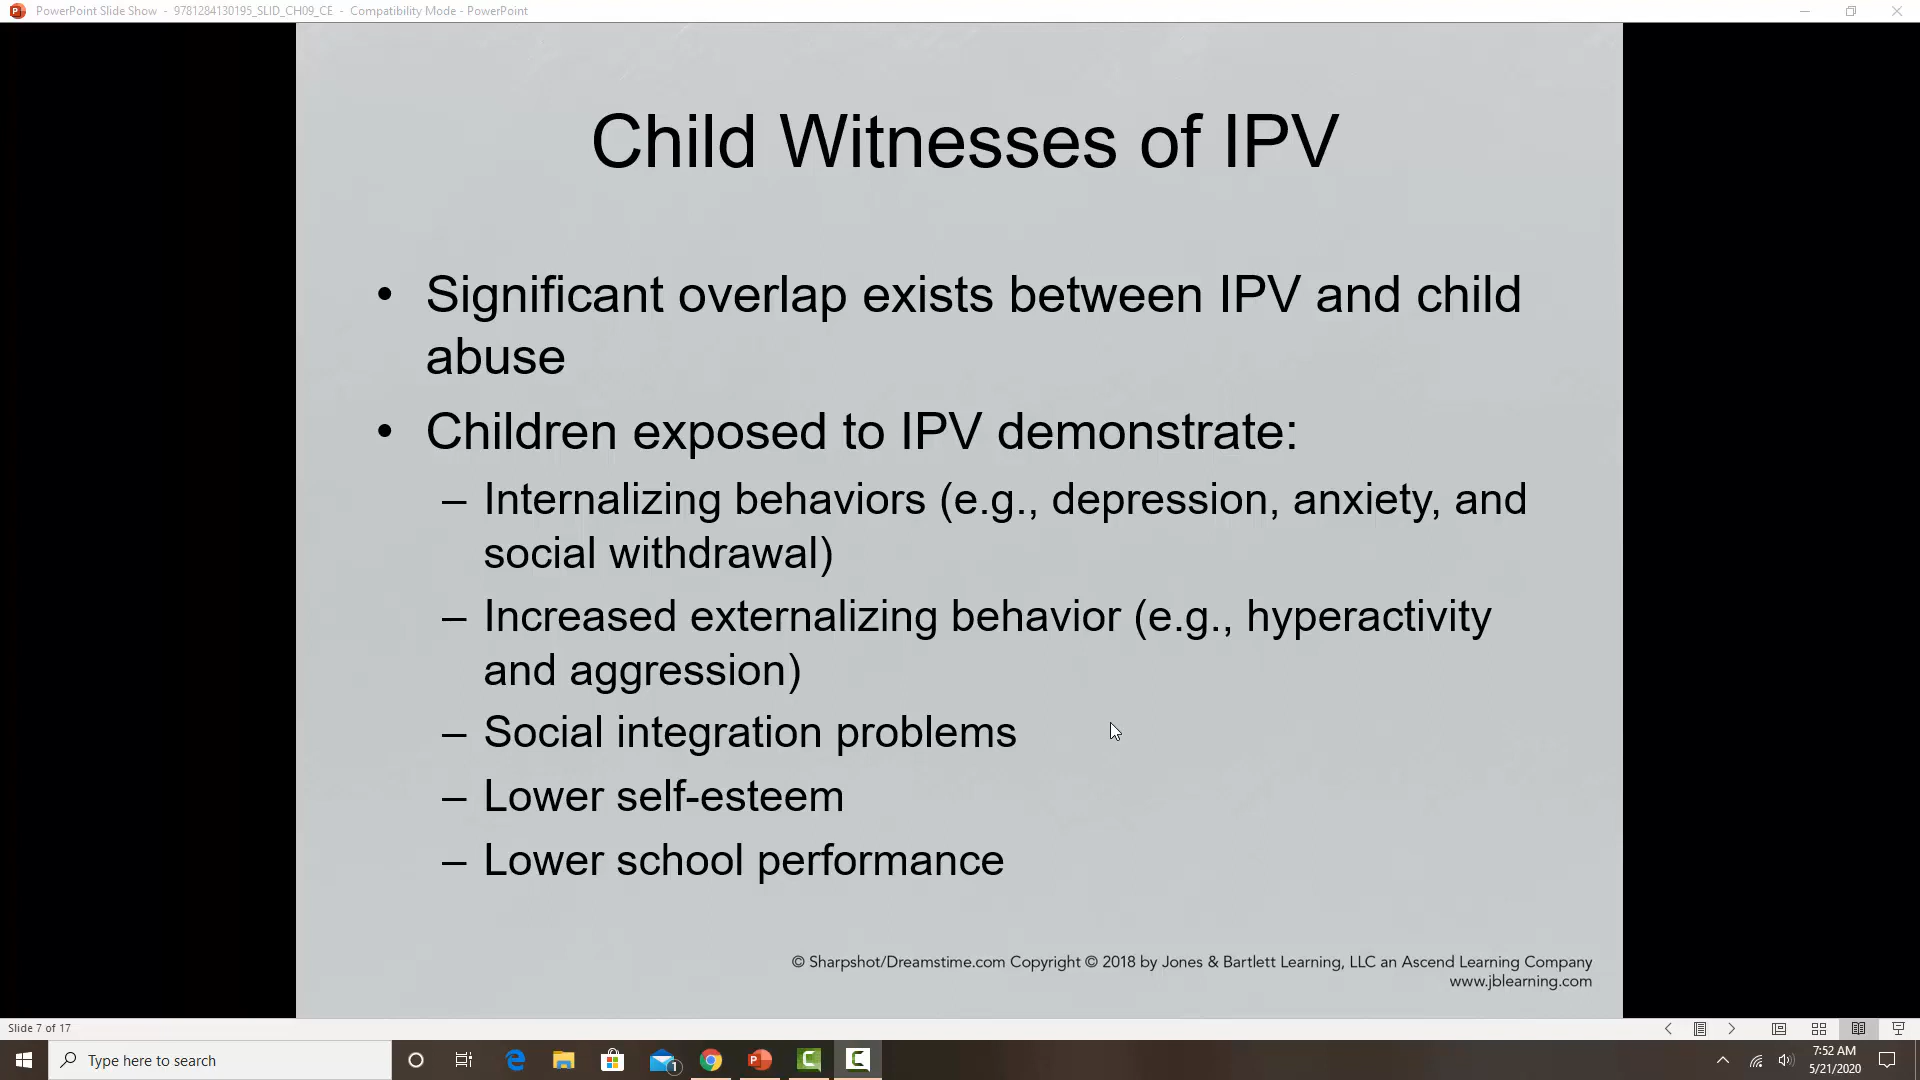 PowerPoint Slide Show - 9781284130195_SLID_CH09_CE - Compatibility Mode - PowerPoint
Child Witnesses of IPV
• Significant overlap exists between IPV and child
abuse
• Children exposed to IPV demonstrate:
– Internalizing behaviors (e.g., depression, anxiety, and
social withdrawal)
– Increased externalizing behavior (e.g., hyperactivity
and aggression)
– Social integration problems
– Lower self-esteem
– Lower school performance
© Sharpshot/Dreamstime.com Copyright © 2018 by Jones & Bartlett Learning, LLC an Ascend Learning Company
www.jblearning.com
Slide 7 of 17
Type here to search
1
7:52 AM
5/21/2020